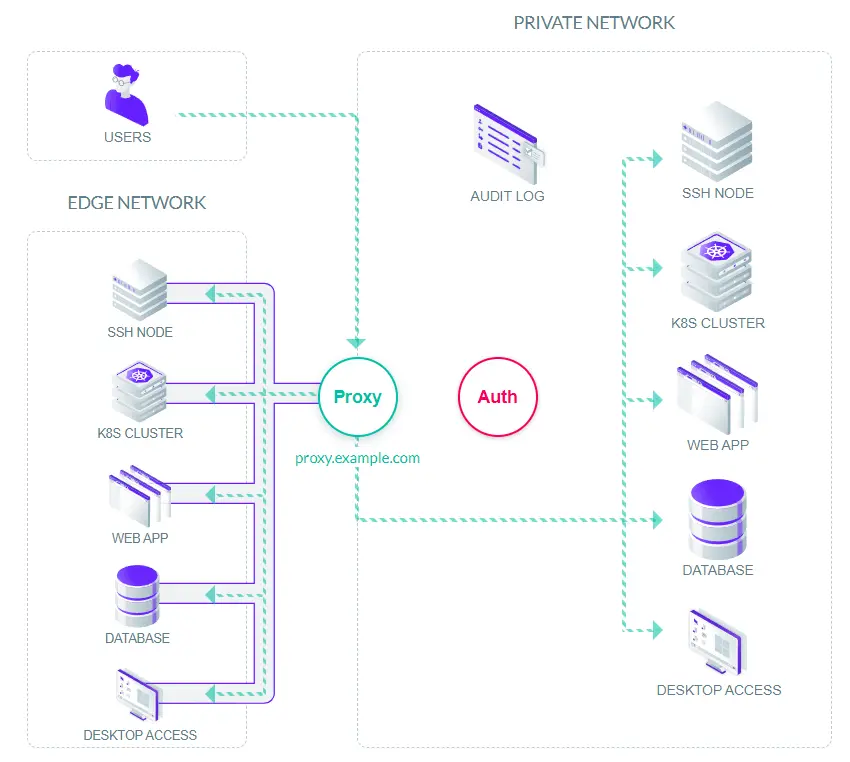 PRIVATE NETWORK
USERS
AUDIT LOG
SSH NODE
EDGE NETWORK
SSH NODE
K8S CLUSTER
Proxy
Auth
proxy.example.com
K8S CLUSTER
WEB APP
WEB APP
DATABASE
DATABASE
DESKTOP ACCESS
DESKTOP ACCESS